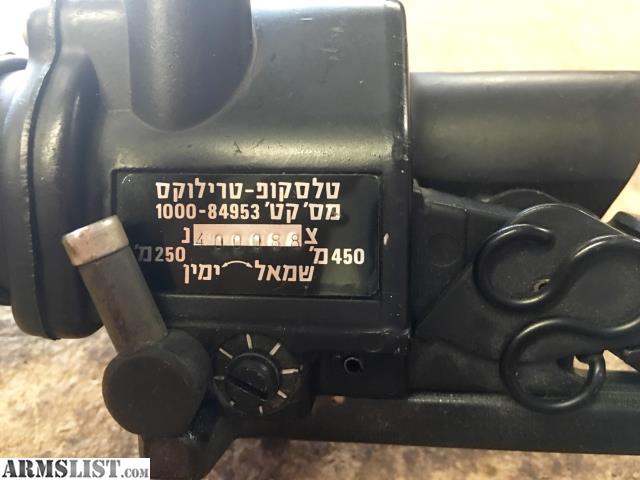 טלסקופ-טרילוקס
מס' קט' 1000-84953
צ 400088 נ
450 מ' 250 מ'
שמאל ימין
ARMSLIST.COM